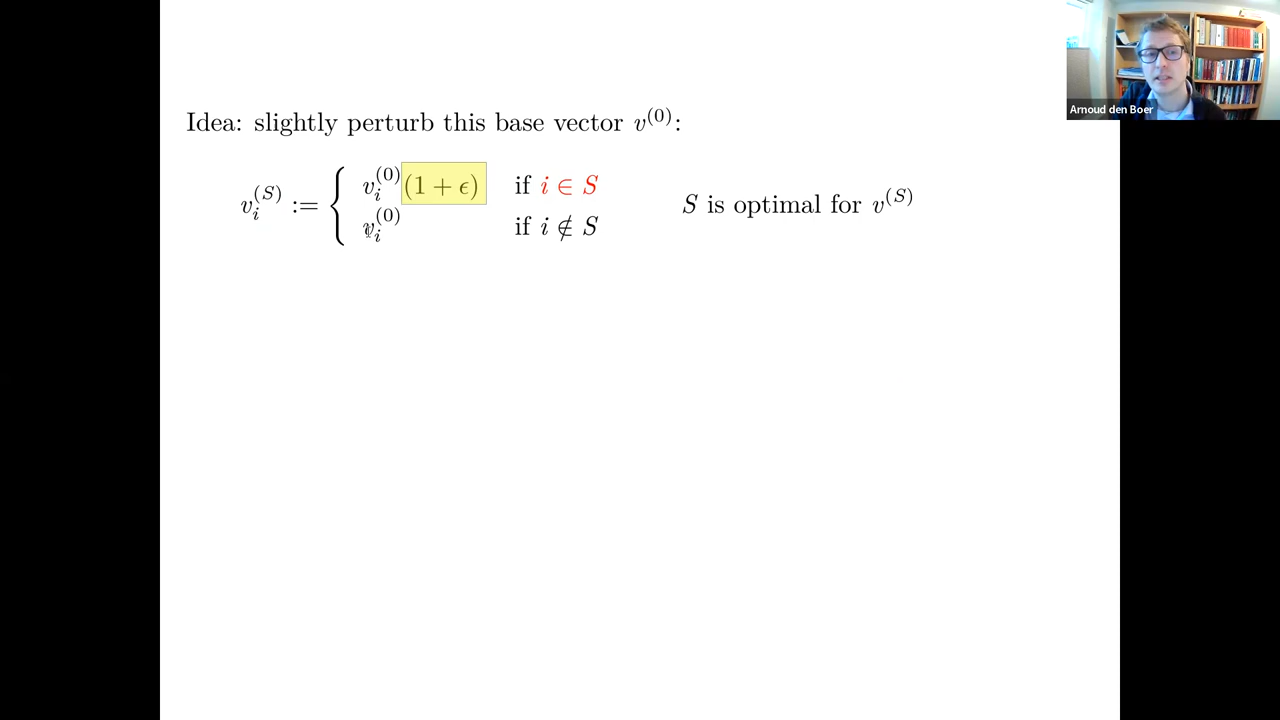 Arnoud den Boer
Idea: slightly perturb this base vector v^{(0)}:
v_i^{(S)} := { v_i^{(0)}(1 + ϵ) if i ∈ S
v_i^{(0)} if i ∉ S
S is optimal for v^{(S)}